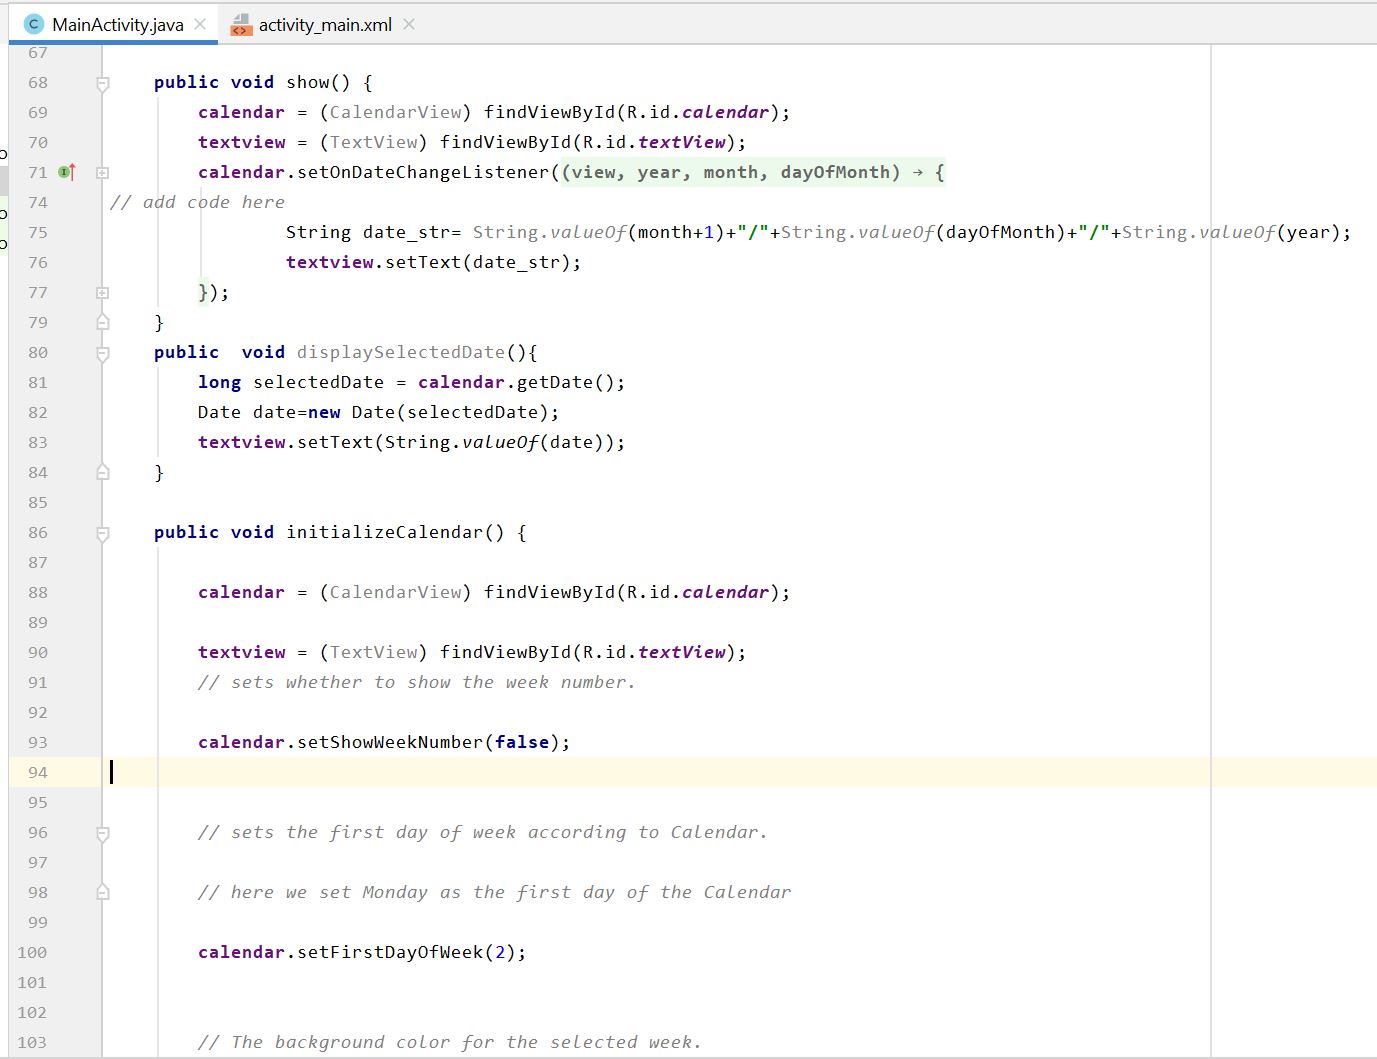 MainActivity.java activity_main.xml
67
68 public void show() {
69 calendar = (CalendarView) findViewById(R.id.calendar);
70 textview = (TextView) findViewById(R.id.textView);
71 calendar.setOnDateChangeListener((view, year, month, dayOfMonth) → {
74 // add code here
75 String date_str= String.valueOf(month+1)+"/"+String.valueOf(dayOfMonth)+"/"+String.valueOf(year);
76 textview.setText(date_str);
77 });
79 }
80 public  void displaySelectedDate(){
81 long selectedDate = calendar.getDate();
82 Date date=new Date(selectedDate);
83 textview.setText(String.valueOf(date));
84 }
85
86 public void initializeCalendar() {
87
88 calendar = (CalendarView) findViewById(R.id.calendar);
89
90 textview = (TextView) findViewById(R.id.textView);
91 // sets whether to show the week number.
92
93 calendar.setShowWeekNumber(false);
94
95
96 // sets the first day of week according to Calendar.
97
98 // here we set Monday as the first day of the Calendar
99
100 calendar.setFirstDayOfWeek(2);
101
102
103 // The background color for the selected week.